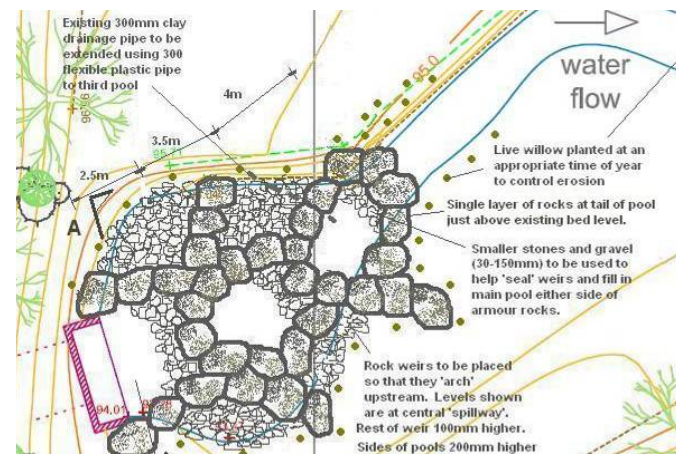 Existing 300mm clay
drainage pipe to be
extended using 300
flexible plastic pipe
to third pool
4m
3.5m
2.5m
95.0
water
flow
A
Live willow planted at an
appropriate time of year
to control erosion
Single layer of rocks at tail of pool
just above existing bed level.
Smaller stones and gravel
(30-150mm) to be used to
help 'seal' weirs and fill in
main pool either side of
armour rocks.
Rock weirs to be placed
so that they 'arch'
upstream. Levels shown
are at central 'spillway'.
Rest of weir 100mm higher.
Sides of pools 200mm higher
94.01